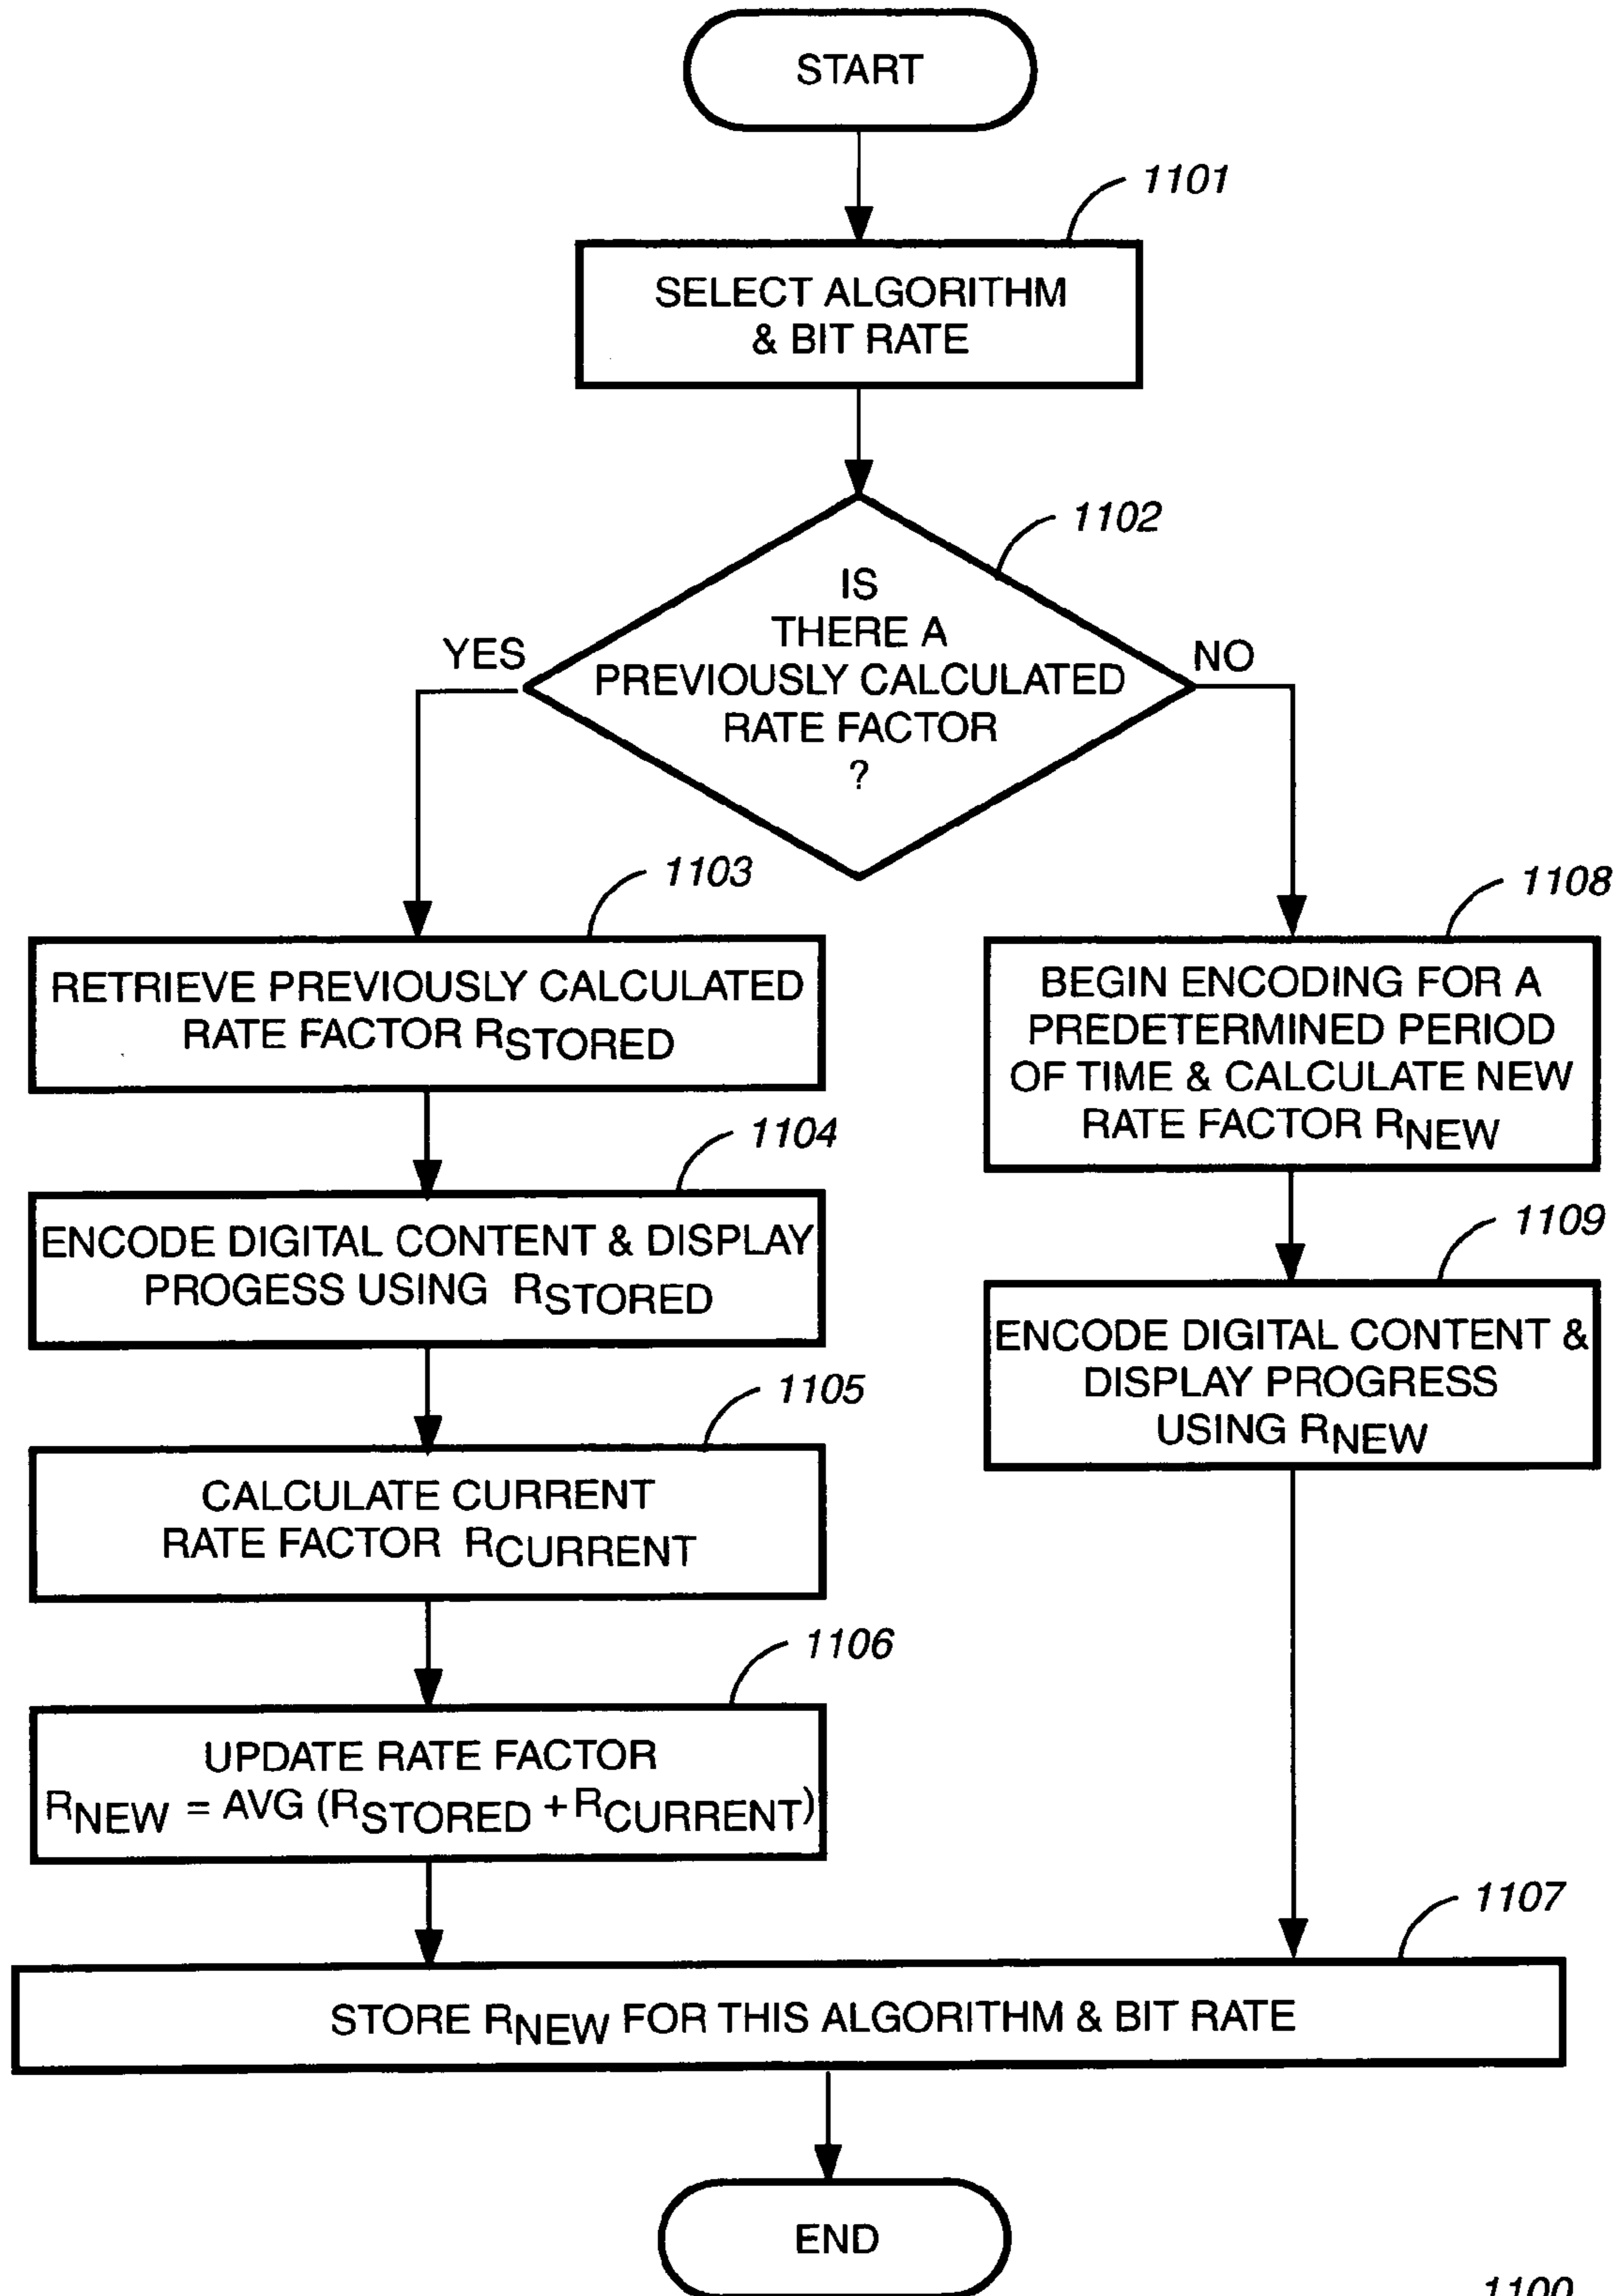 START
1101
SELECT ALGORITHM
& BIT RATE
1102
IS
THERE A
PREVIOUSLY CALCULATED
RATE FACTOR
?
YES
NO
1103
RETRIEVE PREVIOUSLY CALCULATED
RATE FACTOR RSTORED
1104
ENCODE DIGITAL CONTENT & DISPLAY
PROGESS USING RSTORED
1105
CALCULATE CURRENT
RATE FACTOR RCURRENT
1106
UPDATE RATE FACTOR
RNEW = AVG (RSTORED + RCURRENT)
1108
BEGIN ENCODING FOR A
PREDETERMINED PERIOD
OF TIME & CALCULATE NEW
RATE FACTOR RNEW
1109
ENCODE DIGITAL CONTENT &
DISPLAY PROGRESS
USING RNEW
1107
STORE RNEW FOR THIS ALGORITHM & BIT RATE
END
1100